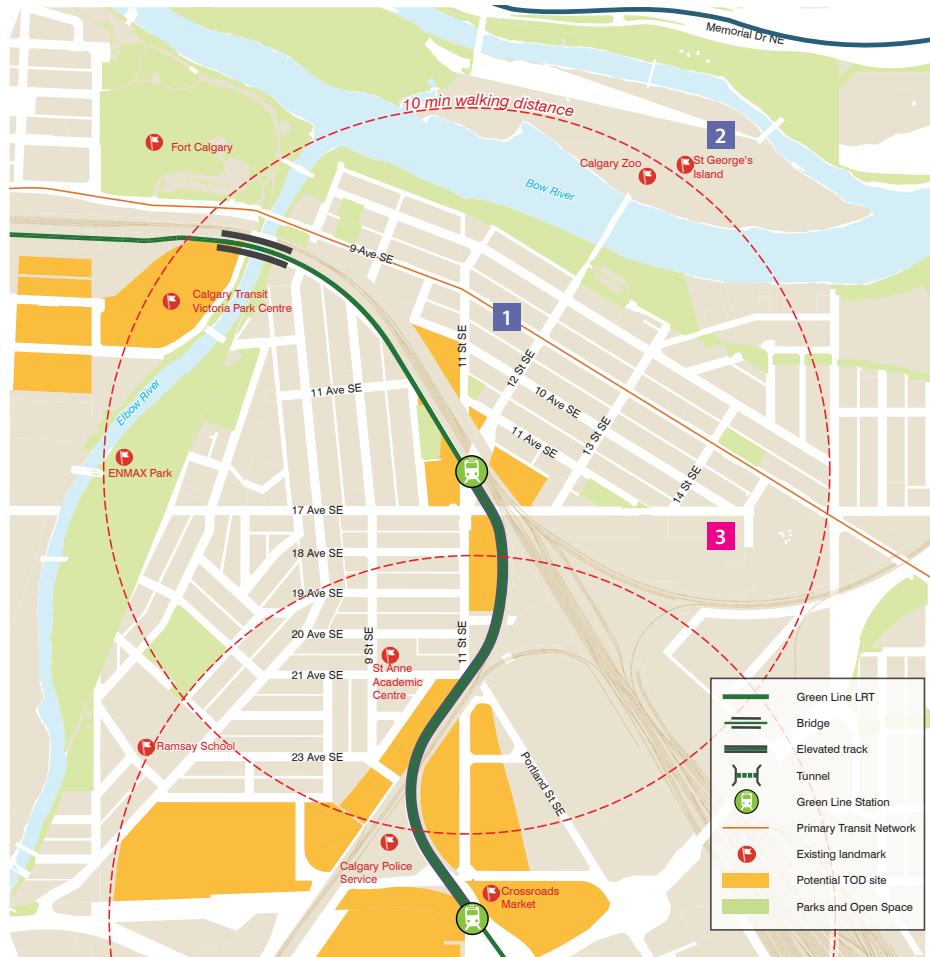 Memorial Dr NE
10 min walking distance
2
Fort Calgary
Calgary Zoo
St George's
Island
Bow River
9 Ave SE
Calgary Transit
Victoria Park Centre
1
11 St SE
12 St SE
11 Ave SE
10 Ave SE
Elbow River
13 St SE
11 Ave SE
ENMAX Park
14 St SE
17 Ave SE
3
18 Ave SE
19 Ave SE
20 Ave SE
9 St SE
11 St SE
St Anne
Academic
Centre
21 Ave SE
Ramsay School
23 Ave SE
Portland St SE
Calgary Police
Service
Crossroads
Market
Green Line LRT
Bridge
Elevated track
Tunnel
Green Line Station
Primary Transit Network
Existing landmark
Potential TOD site
Parks and Open Space